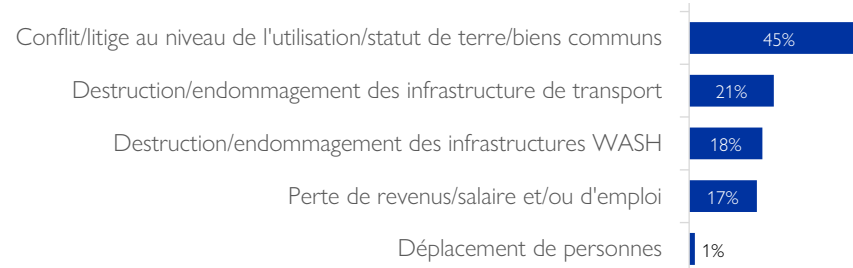 Conflit/litige au niveau de l'utilisation/statut de terre/biens communs 45%
Destruction/endommagement des infrastructure de transport 21%
Destruction/endommagement des infrastructures WASH 18%
Perte de revenus/salaire et/ou d'emploi 17%
Déplacement de personnes 1%